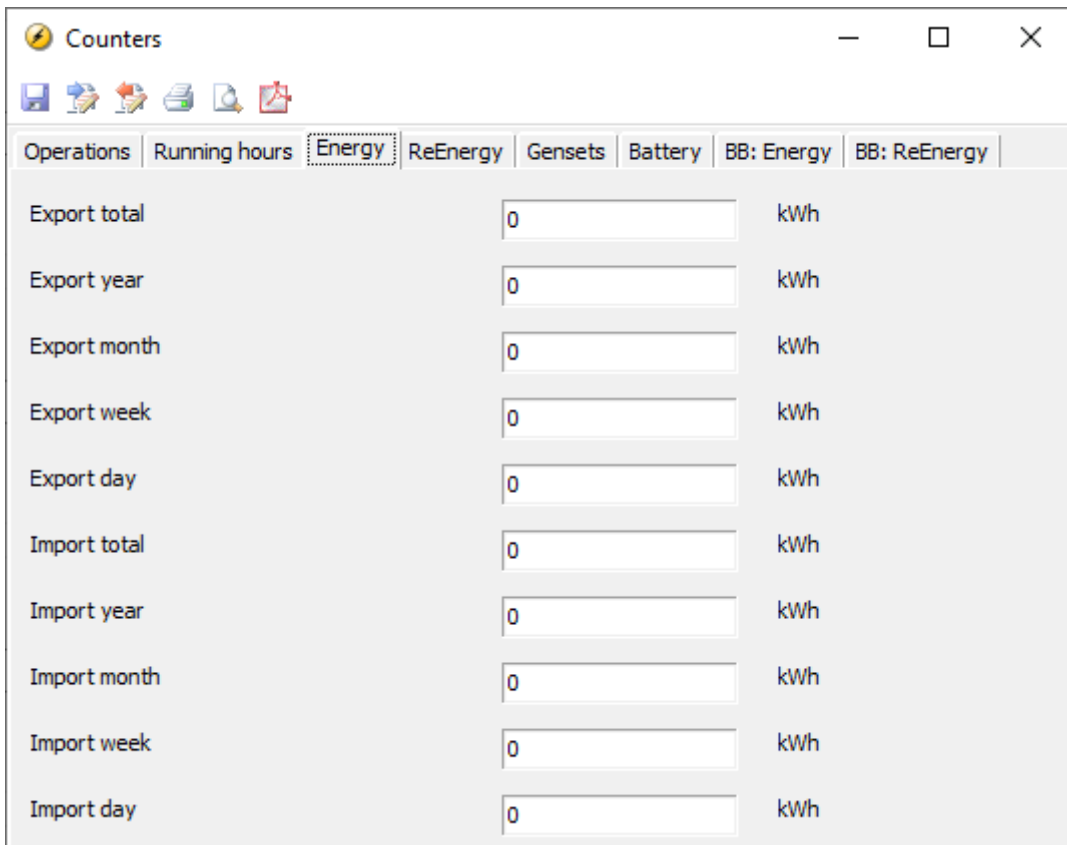 Counters
Operations Running hours Energy ReEnergy Gensets Battery BB: Energy BB: ReEnergy
Export total 0 kWh
Export year 0 kWh
Export month 0 kWh
Export week 0 kWh
Export day 0 kWh
Import total 0 kWh
Import year 0 kWh
Import month 0 kWh
Import week 0 kWh
Import day 0 kWh